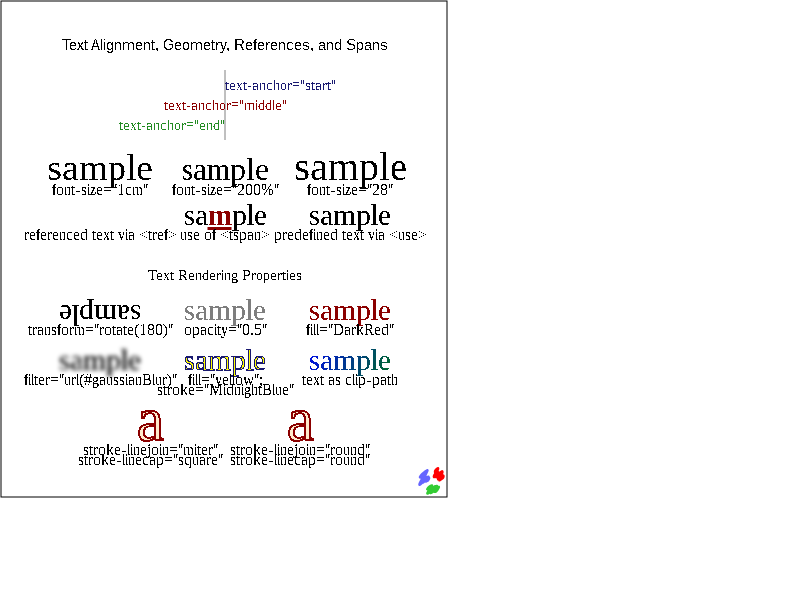 Text Alignment, Geometry, References, and Spans
text-anchor="start"
text-anchor="middle"
text-anchor="end"
sample sample sample
font-size="1cm" font-size="200%" font-size="28"
sample sample
referenced text via <tref> use of <tspan> predefined text via <use>
Text Rendering Properties
sample sample sample
transform="rotate(180)" opacity="0.5" fill="DarkRed"
sample sample sample
filter="url(#gaussianBlur)" fill="yellow"; text as clip-path
stroke="MidnightBlue"
a a
stroke-linejoin="miter" stroke-linejoin="round"
stroke-linecap="square" stroke-linecap="round"